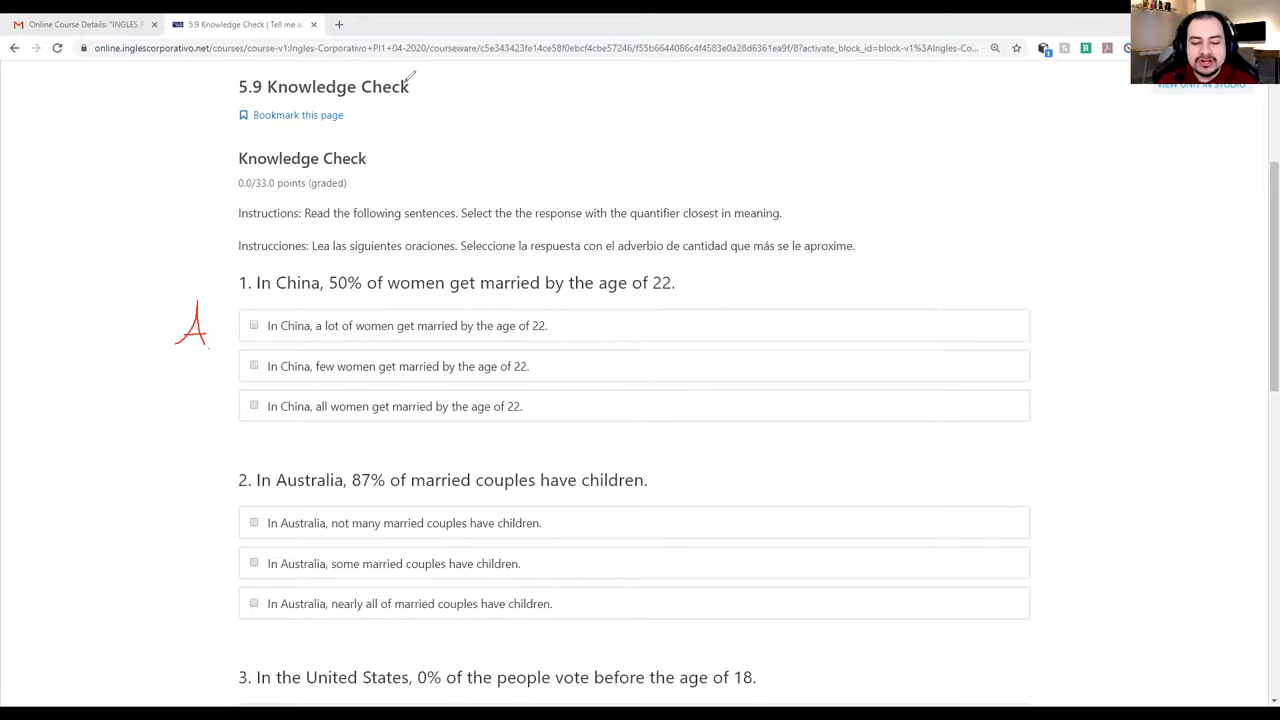 Online Course Details: "INGLES P
5.9 Knowledge Check | Tell me a
online.inglescorporativo.net/courses/course-v1:Ingles-Corporativo+PI1+04-2020/courseware/c5e343423fe14ce58f0ebcf4cbe57246/f55b6644086c4f4583e0a28d6361ea9f/8?activate_block_id=block-v1%3AIngles-Co...
VIEW UNIT IN STUDIO
5.9 Knowledge Check
Bookmark this page
Knowledge Check
0.0/33.0 points (graded)
Instructions: Read the following sentences. Select the the response with the quantifier closest in meaning.
Instrucciones: Lea las siguientes oraciones. Seleccione la respuesta con el adverbio de cantidad que más se le aproxime.
1. In China, 50% of women get married by the age of 22.
A
In China, a lot of women get married by the age of 22.
In China, few women get married by the age of 22.
In China, all women get married by the age of 22.
2. In Australia, 87% of married couples have children.
In Australia, not many married couples have children.
In Australia, some married couples have children.
In Australia, nearly all of married couples have children.
3. In the United States, 0% of the people vote before the age of 18.